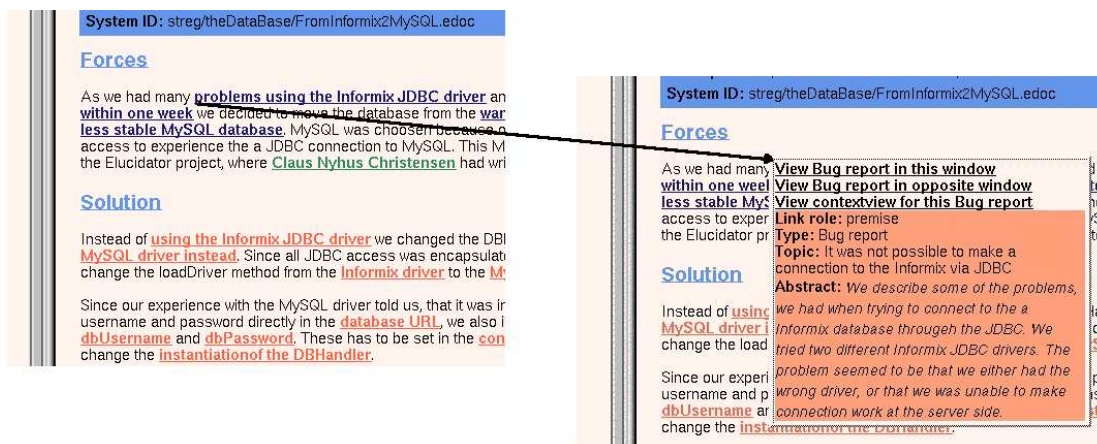 System ID: streg/theDataBase/FromInformix2MySQL.edoc
Forces
As we had many problems using the Informix JDBC driver an
within one week we decided to move the database from the war
less stable MySQL database. MySQL was choosen because o
access to experience the a JDBC connection to MySQL. This M
the Elucidator project, where Claus Nyhus Christensen had wri
Solution
Instead of using the Informix JDBC driver we changed the DBI
MySQL driver instead. Since all JDBC access was encapsulate
change the loadDriver method from the Informix driver to the My
Since our experience with the MySQL driver told us, that it was ir
username and password directly in the database URL, we also i
dbUsername and dbPassword. These has to be set in the con
change the instantiationof the DBHandler.
System ID: streg/theDataBase/FromInformix2MySQL.edoc
Forces
As we had many View Bug report in this window
within one weel View Bug report in opposite window
less stable MyS View contextview for this Bug report
access to exper Link role: premise
the Elucidator pr Type: Bug report
Topic: It was not possible to make a
connection to the Informix via JDBC
Solution
Abstract: We describe some of the problems,
Instead of using we had when trying to connect to the a
MySQL driver i Informix database througeh the JDBC. We
change the load tried two different Informix JDBC drivers. The
problem seemed to be that we either had the
Since our experi wrong driver, or that we was unable to make
username and p
dbUsername ar connection work at the server side.
change the instantiationof the DBHandler.